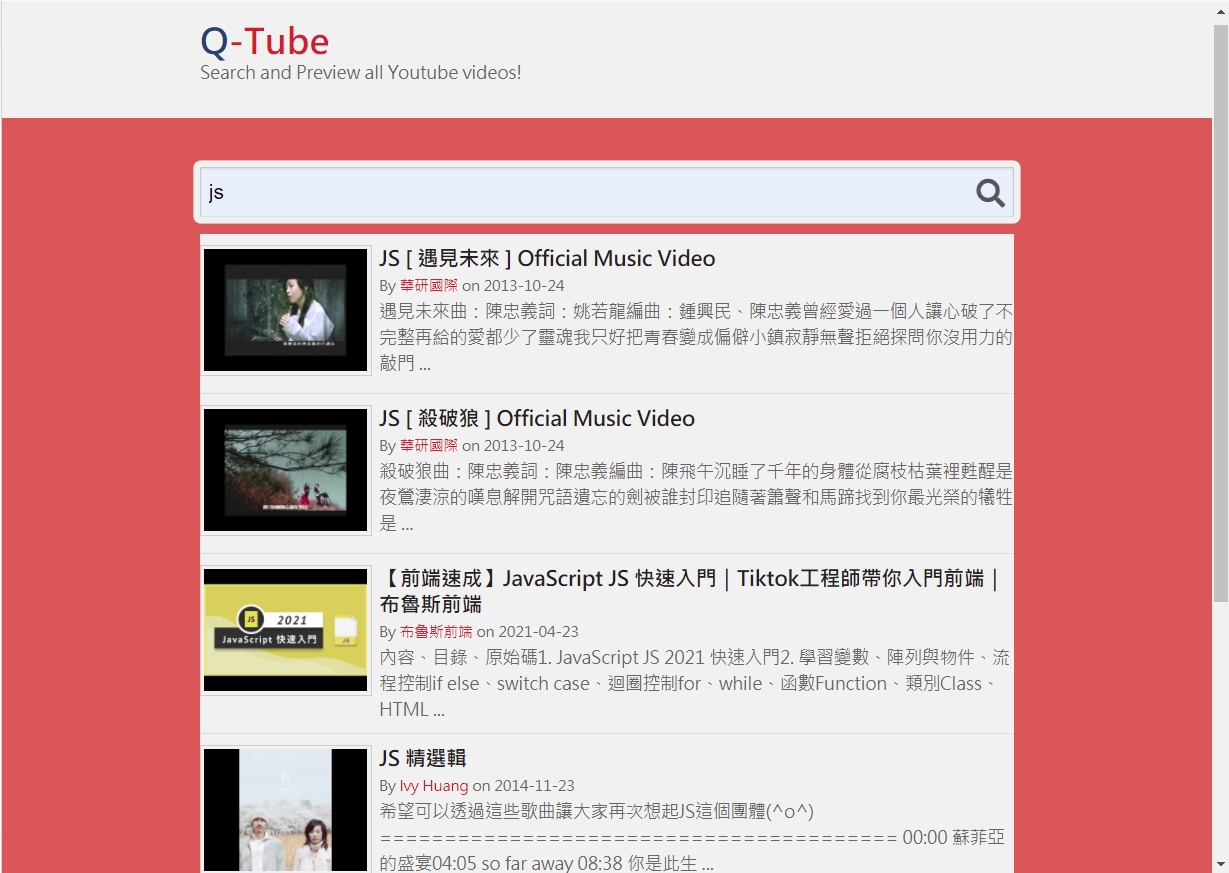 Q-Tube
Search and Preview all Youtube videos!
js
JS [ 遇見未來 ] Official Music Video
By 華研國際 on 2013-10-24
遇見未來曲：陳忠義詞：姚若龍編曲：鍾興民、陳忠義曾經愛過一個人讓心破了不
完整再給的愛都少了靈魂我只好把青春變成偏僻小鎮寂靜無聲拒絕探問你沒用力的
敲門 ...
JS [ 殺破狼 ] Official Music Video
By 華研國際 on 2013-10-24
殺破狼曲：陳忠義詞：陳忠義編曲：陳飛午沉睡了千年的身體從腐枝枯葉裡甦醒是
夜鶯淒涼的嘆息解開咒語遺忘的劍被誰封印追隨著簫聲和馬蹄找到你最光榮的犧牲
是 ...
JS
2021
JavaScript 快速入門
JS
【前端速成】JavaScript JS 快速入門｜Tiktok工程師帶你入門前端｜
布魯斯前端
By 布魯斯前端 on 2021-04-23
內容、目錄、原始碼1. JavaScript JS 2021 快速入門2. 學習變數、陣列與物件、流
程控制if else、switch case、迴圈控制for、while、函數Function、類別Class、
HTML ...
JS 精選輯
By Ivy Huang on 2014-11-23
希望可以透過這些歌曲讓大家再次想起JS這個團體(^o^)
======================================== 00:00 蘇菲亞
的盛宴04:05 so far away 08:38 你是此生 ...